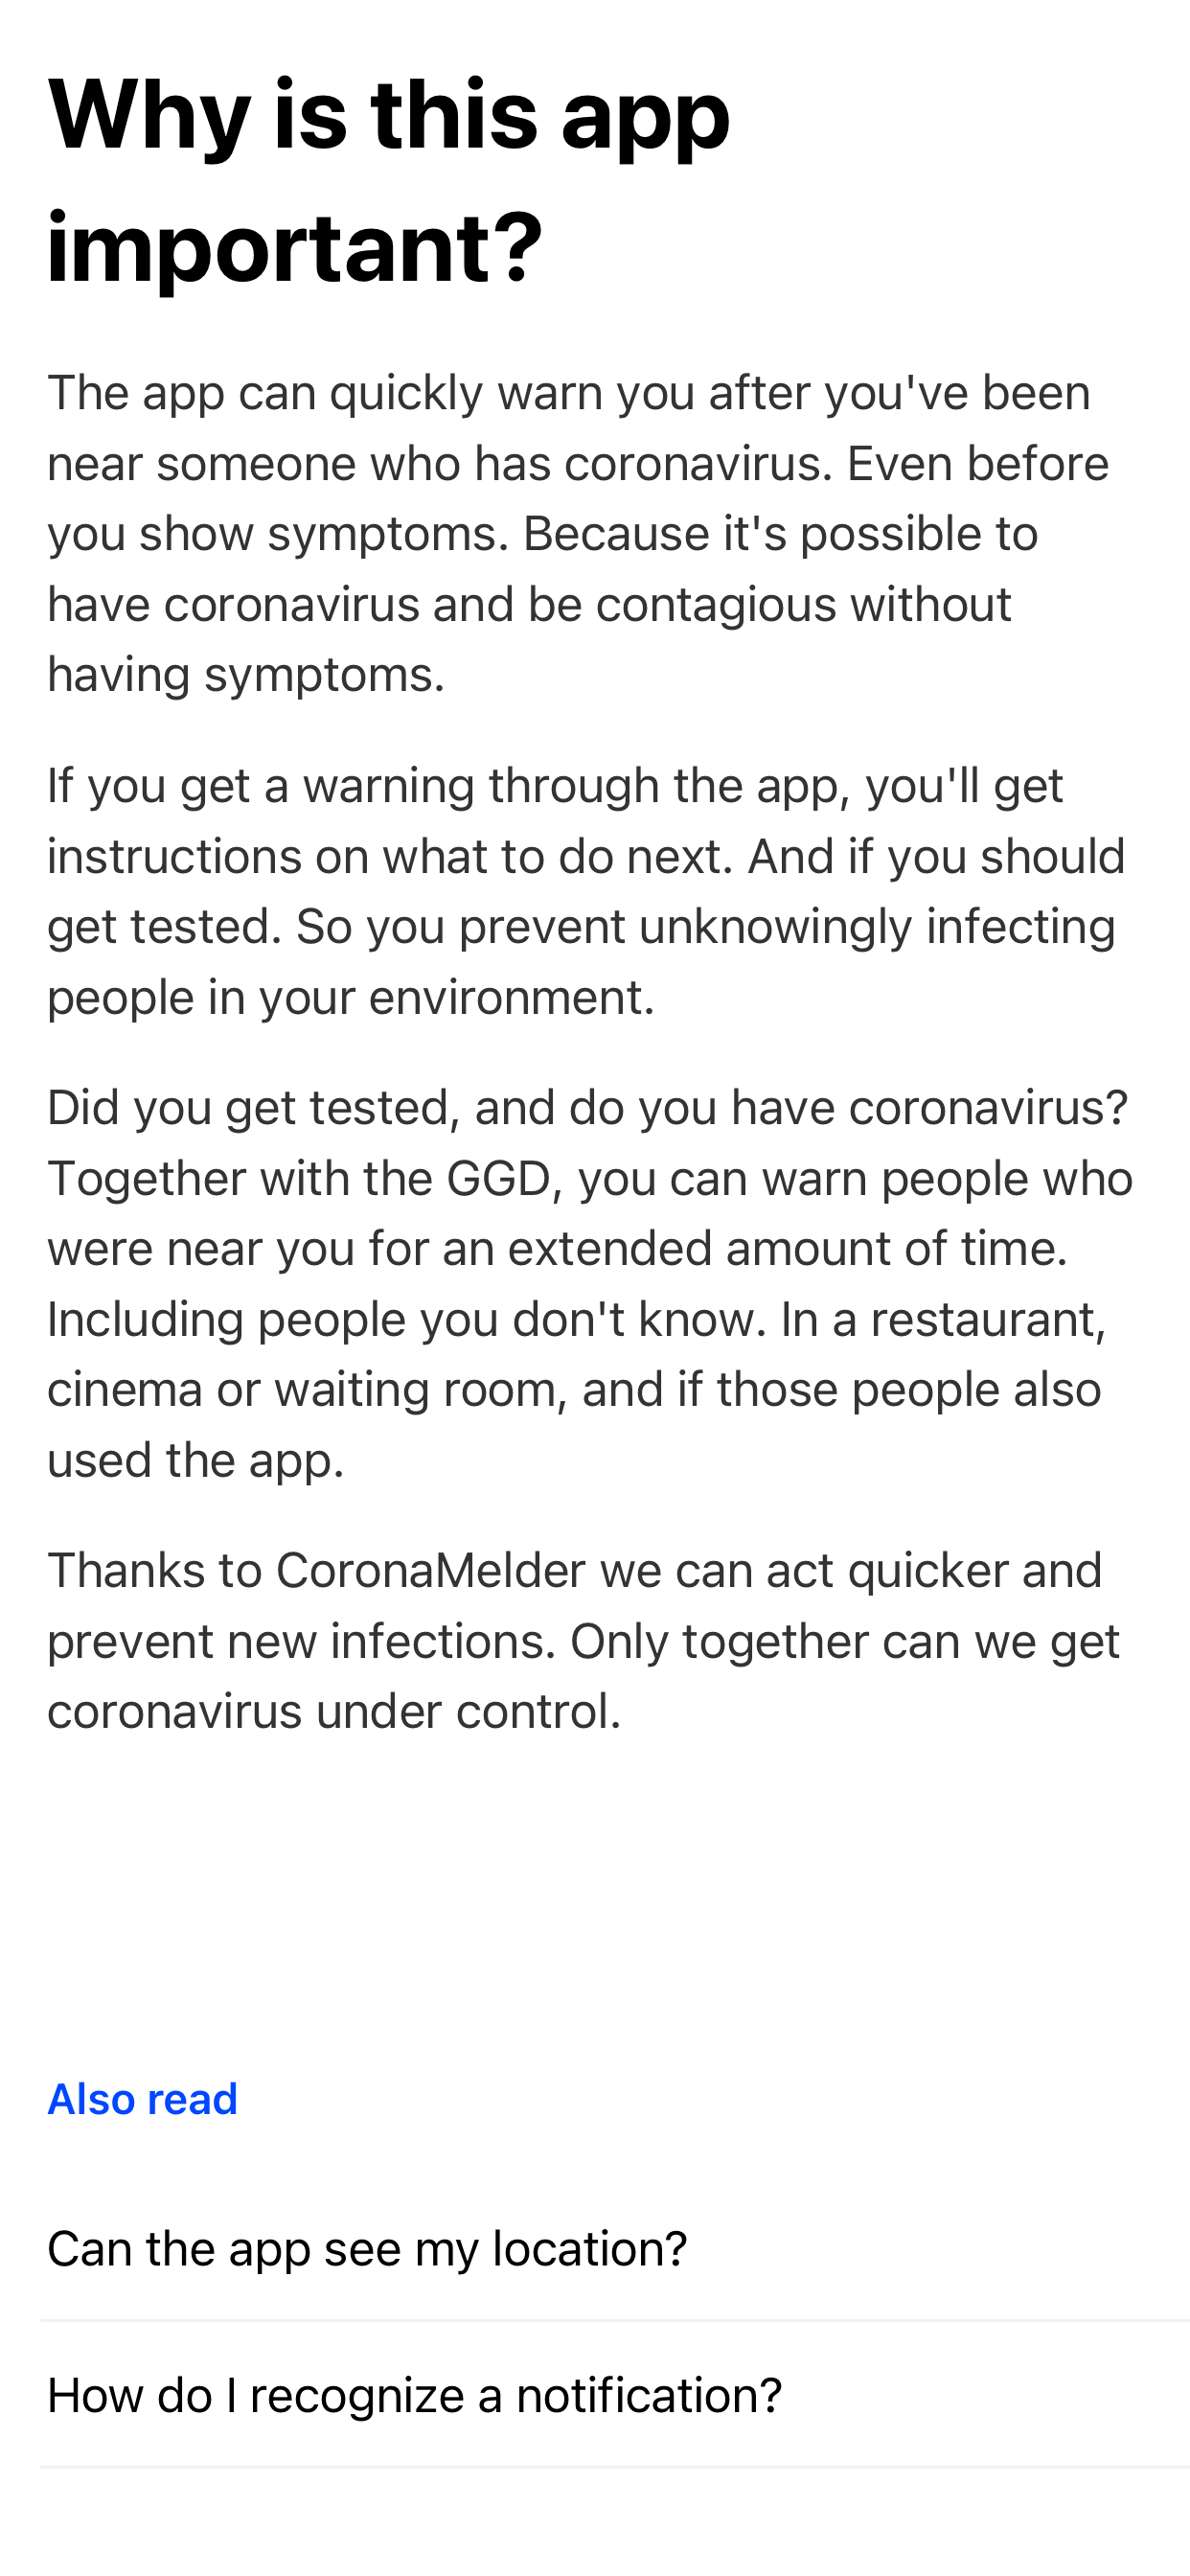 Why is this app
important?
The app can quickly warn you after you've been
near someone who has coronavirus. Even before
you show symptoms. Because it's possible to
have coronavirus and be contagious without
having symptoms.
If you get a warning through the app, you'll get
instructions on what to do next. And if you should
get tested. So you prevent unknowingly infecting
people in your environment.
Did you get tested, and do you have coronavirus?
Together with the GGD, you can warn people who
were near you for an extended amount of time.
Including people you don't know. In a restaurant,
cinema or waiting room, and if those people also
used the app.
Thanks to CoronaMelder we can act quicker and
prevent new infections. Only together can we get
coronavirus under control.
Also read
Can the app see my location?
How do I recognize a notification?